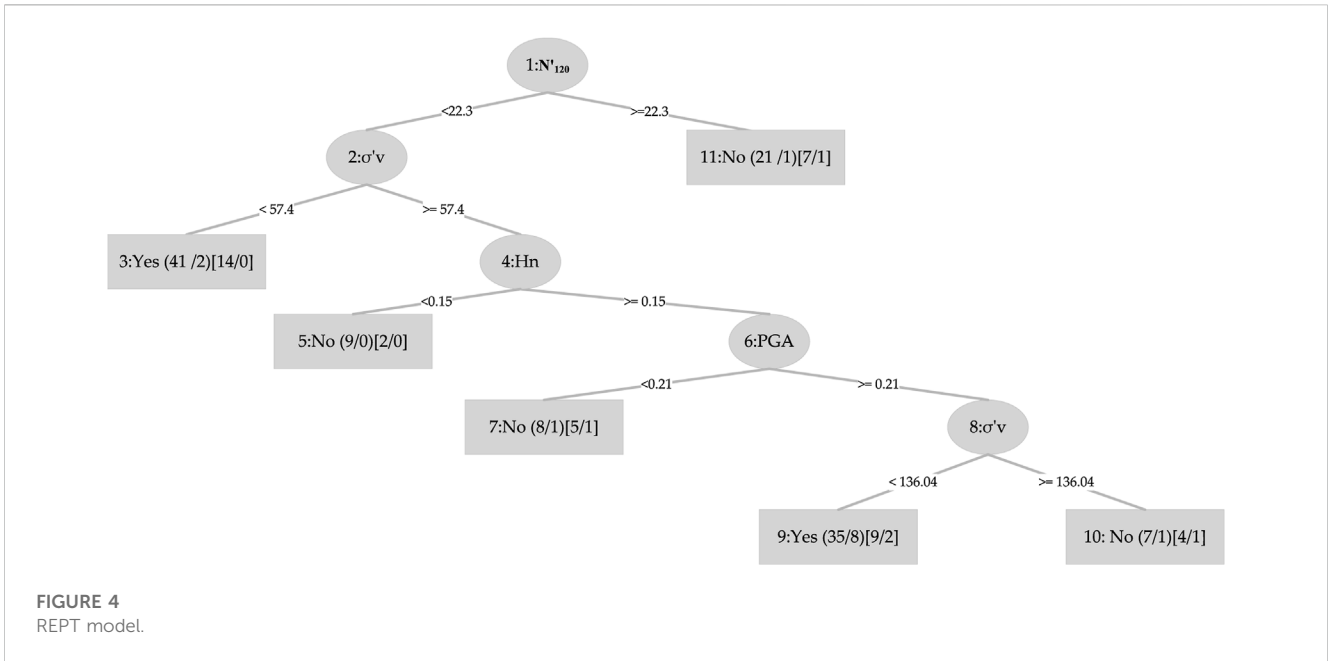 1:N'120
<22.3
>=22.3
2:σ'v
11:No (21 /1)[7/1]
< 57.4
>= 57.4
3:Yes (41 /2)[14/0]
4:Hn
<0.15
>= 0.15
5:No (9/0)[2/0]
6:PGA
<0.21
>= 0.21
7:No (8/1)[5/1]
8:σ'v
< 136.04
>= 136.04
9:Yes (35/8)[9/2]
10: No (7/1)[4/1]
FIGURE 4
REPT model.